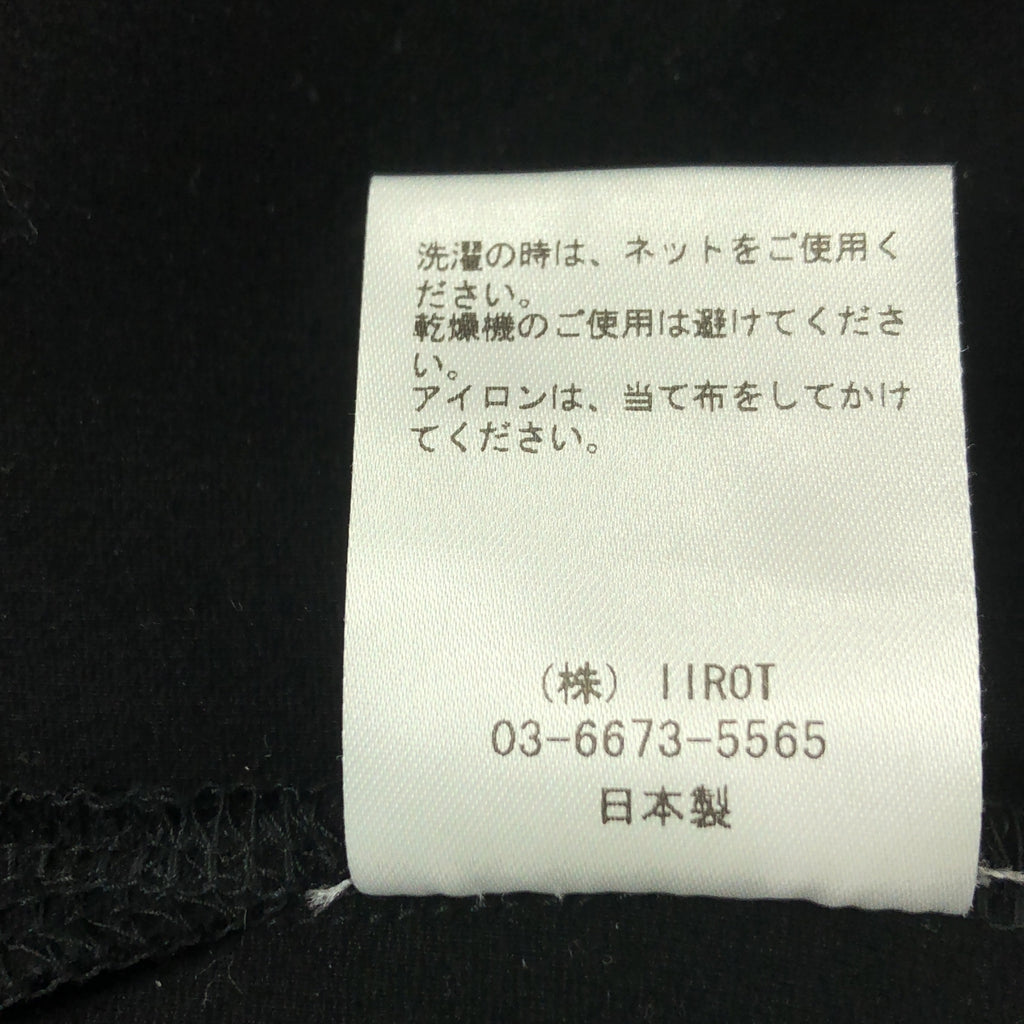 洗濯の時は、ネットをご使用く
ださい。
乾燥機のご使用は避けてくださ
い。
アイロンは、当て布をしてかけ
てください。
(株) IIROT
03-6673-5565
日本製